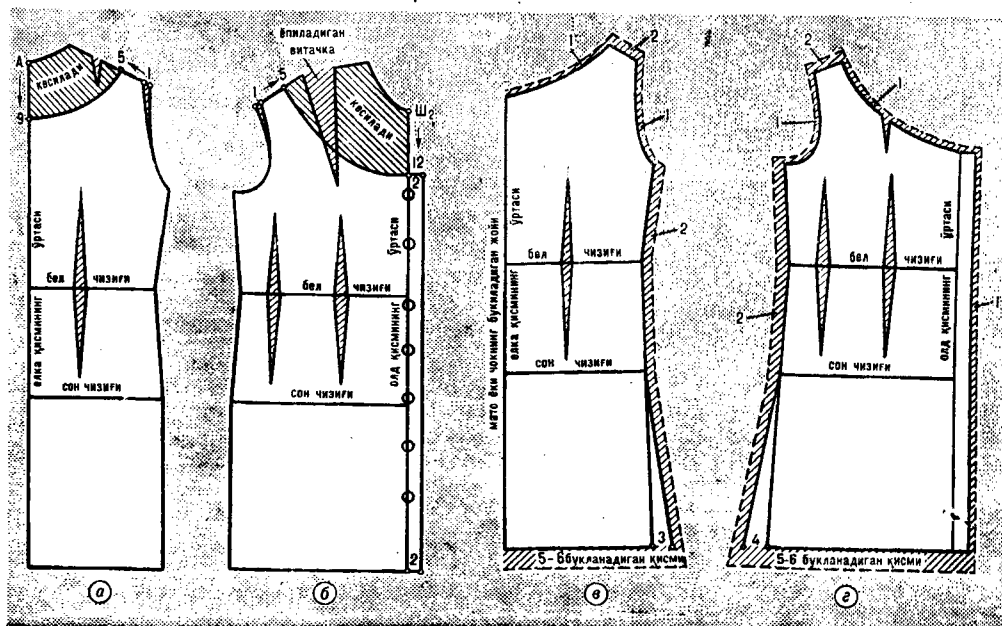 А
9
кесилади
5
1
ўртаси
бел чизиғи
елка қисмининг
сон чизиғи
а
ёпиладиган
витачка
1
5
кесилади
Ш2
12
2
ўртаси
бел чизиғи
олд қисмининг
сон чизиғи
2
б
1
2
1
2
ўртаси
бел чизиғи
елка қисмининг
мато ёки чокнинг букиладиган жойи
сон чизиғи
3
5-6 букланадиган қисми
в
2
1
1
ўртаси
бел чизиғи
2
1
олд қисмининг
сон чизиғи
4
5-6 букланадиган қисми
г